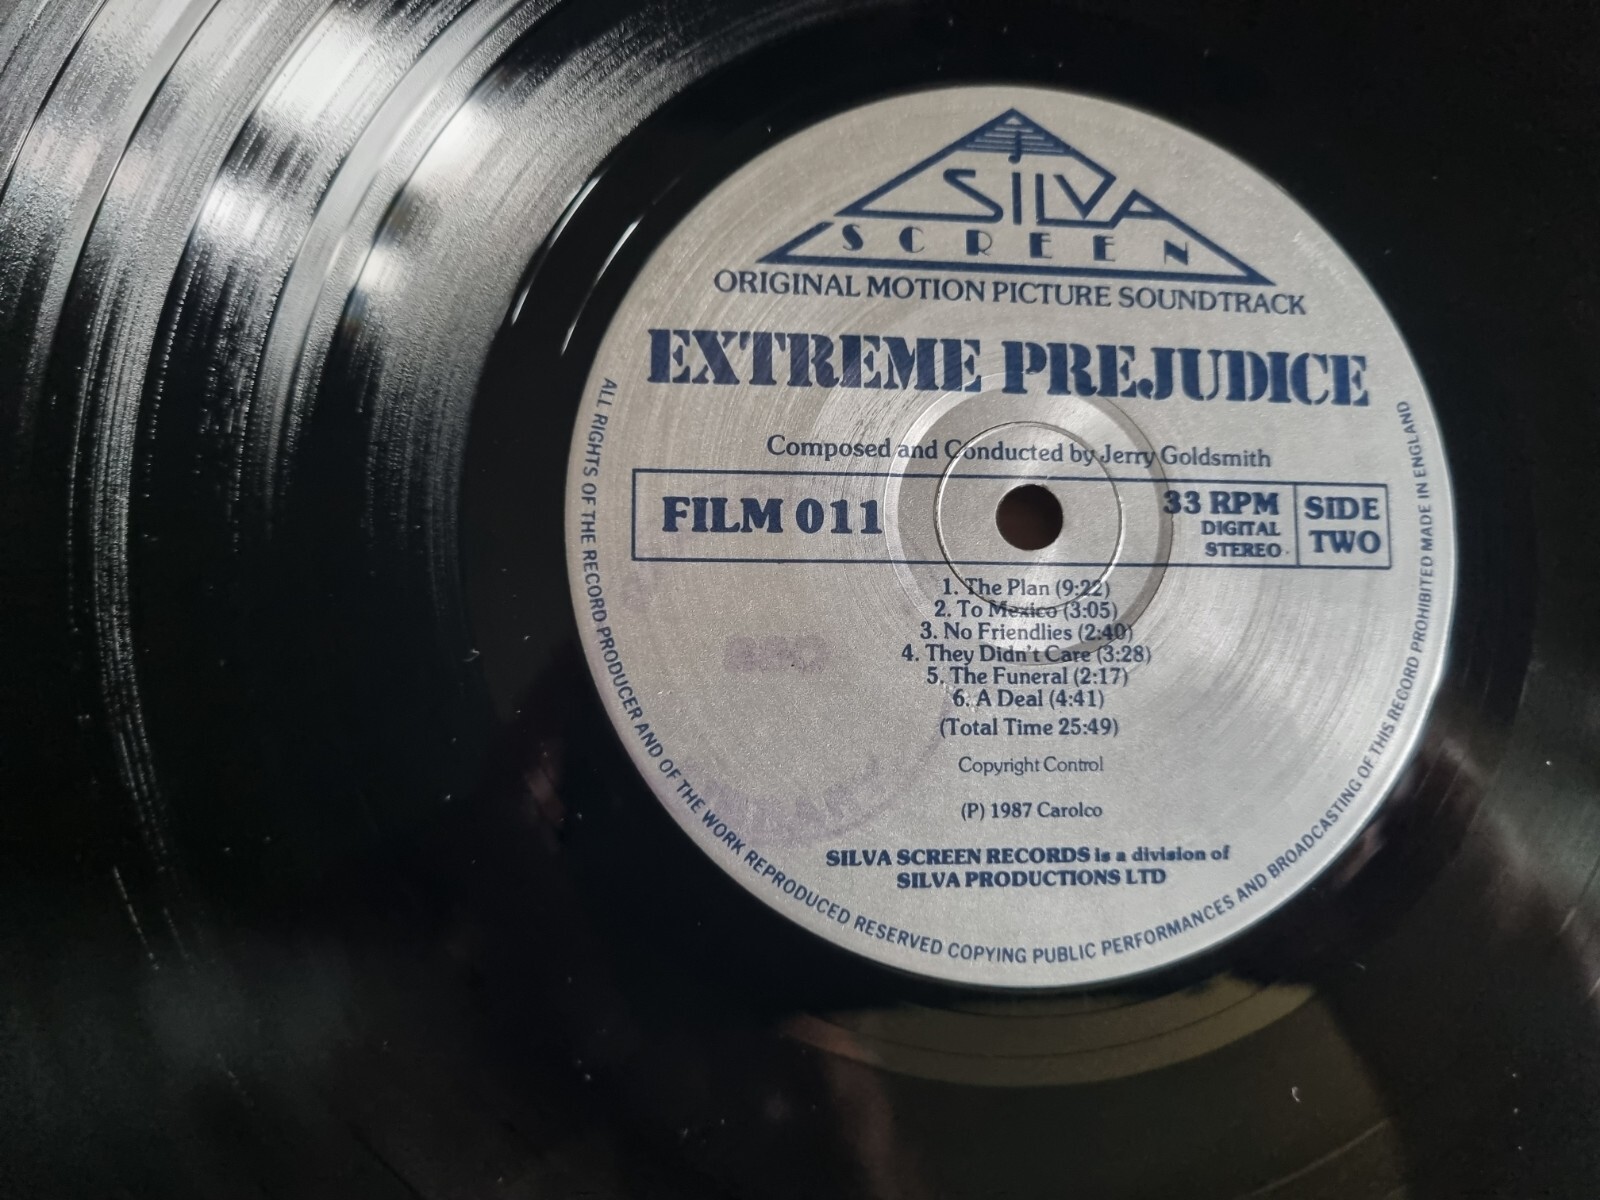 SILVA
SCREEN
ORIGINAL MOTION PICTURE SOUNDTRACK
EXTREME PREJUDICE
Composed and Conducted by Jerry Goldsmith
FILM 011
33 RPM
DIGITAL
STEREO
SIDE
TWO
1. The Plan (9:22)
2. To Mexico (3:05)
3. No Friendlies (2:40)
4. They Didn't Care (3:28)
5. The Funeral (2:17)
6. A Deal (4:41)
(Total Time 25:49)
Copyright Control
(P) 1987 Carolco
SILVA SCREEN RECORDS is a division of
SILVA PRODUCTIONS LTD
ALL RIGHTS OF THE RECORD PRODUCER AND OF THE WORK REPRODUCED RESERVED COPYING PUBLIC PERFORMANCES AND BROADCASTING OF THIS RECORD PROHIBITED MADE IN ENGLAND